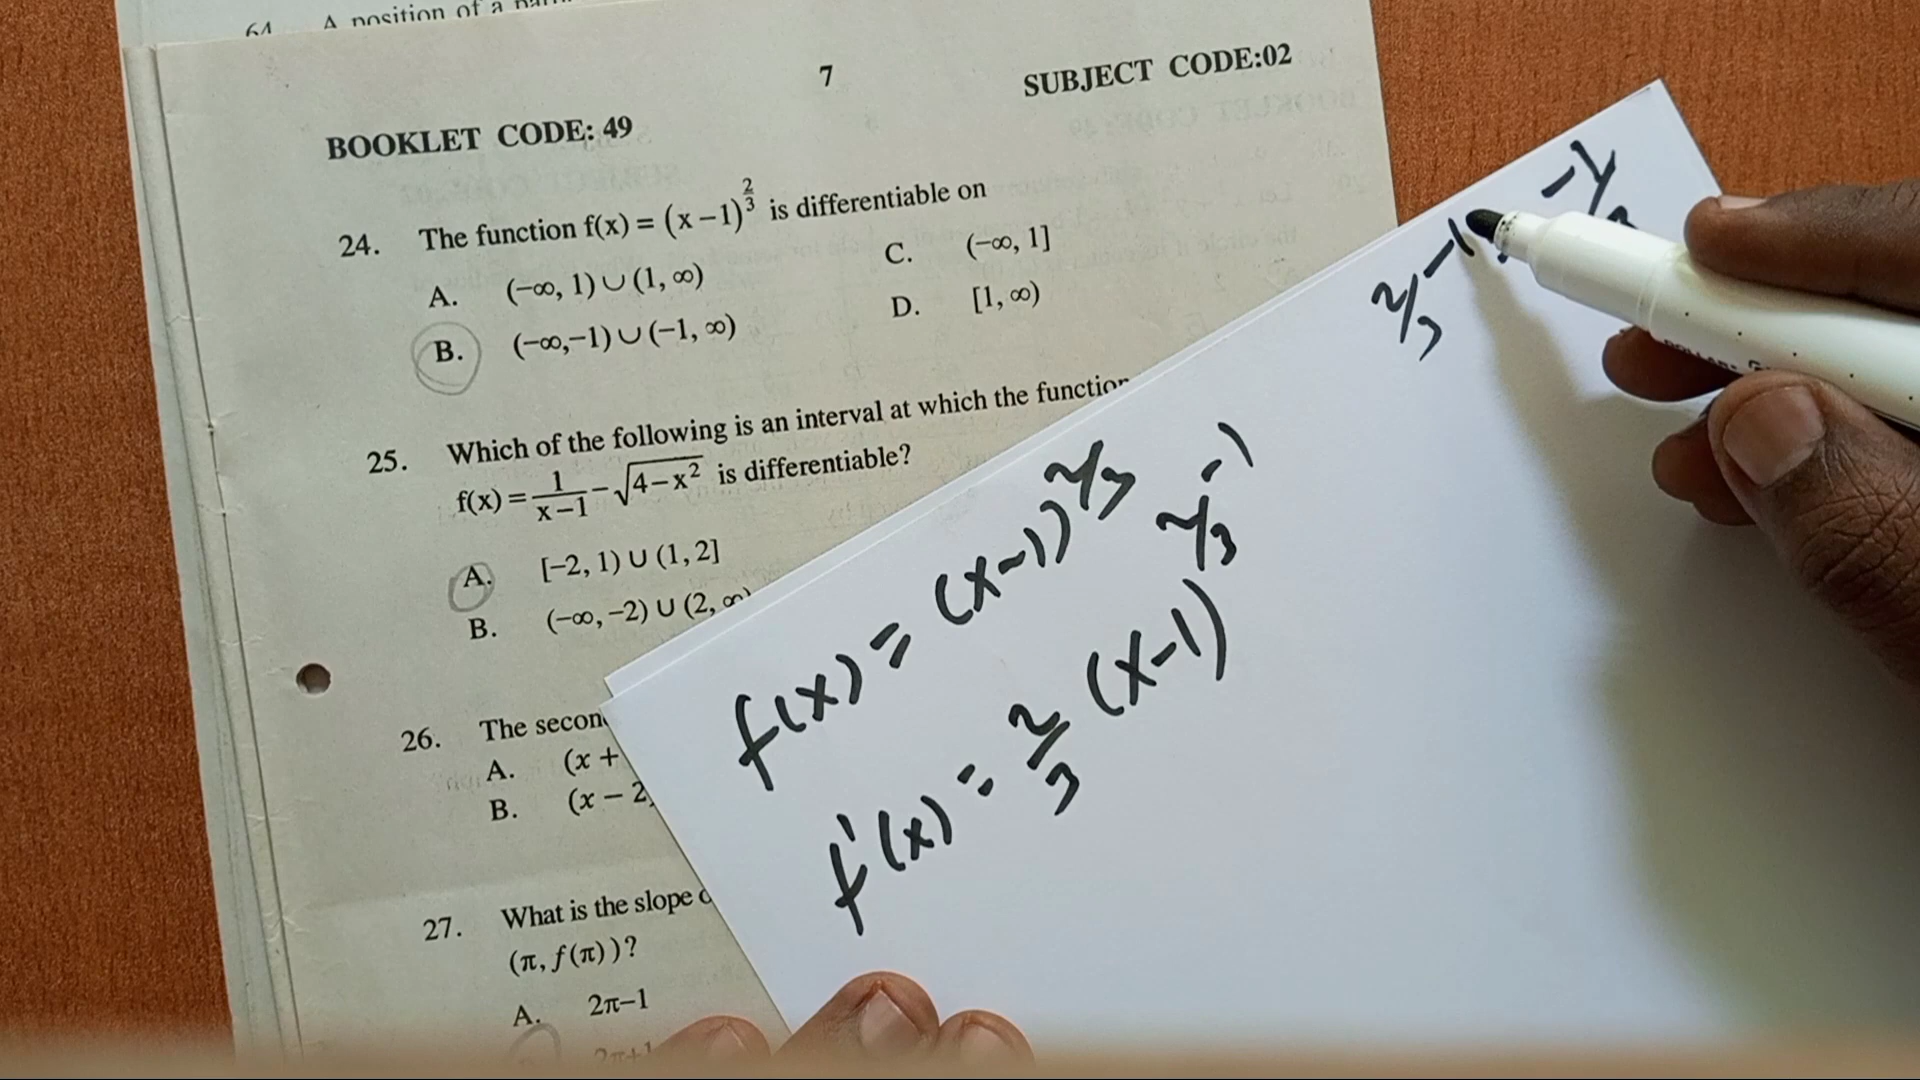 64 A position of a
7
SUBJECT CODE:02
BOOKLET CODE: 49
24. The function f(x) = (x – 1)^(2/3) is differentiable on
A. (–∞, 1) ∪ (1, ∞)
C. (–∞, 1]
B. (–∞,–1) ∪ (–1, ∞)
D. [1, ∞)
25. Which of the following is an interval at which the function
f(x) = 1/(x–1) – √(4–x²) is differentiable?
A. [–2, 1) ∪ (1, 2]
B. (–∞, –2) ∪ (2, ∞)
26. The secon
A. (x +
B. (x – 2
27. What is the slope
(π, f(π))?
A. 2π–1
2π+1
f(x) = (x-1)^2/3
f'(x) = 2/3 (x-1)^2/3 -1
2/3 -1